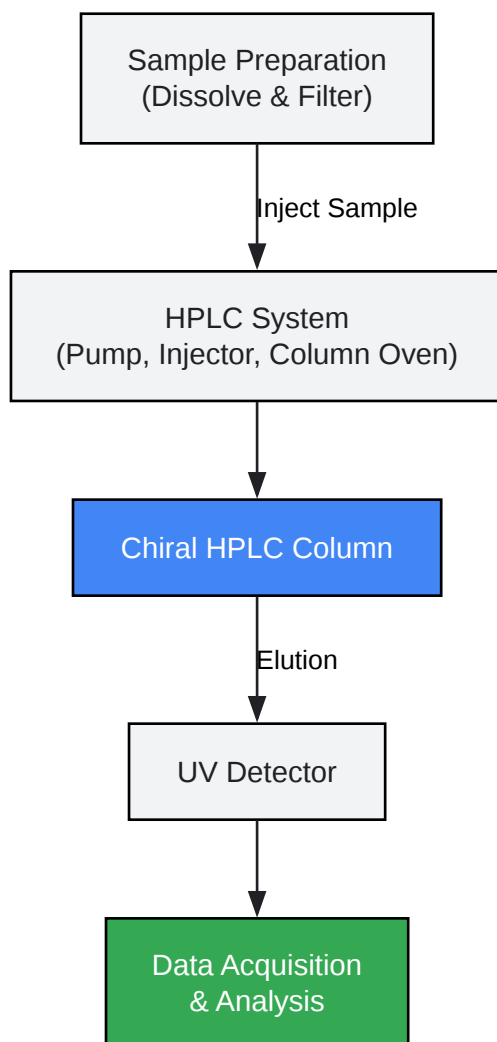 Sample Preparation
(Dissolve & Filter)
Inject Sample
HPLC System
(Pump, Injector, Column Oven)
Chiral HPLC Column
Elution
UV Detector
Data Acquisition
& Analysis